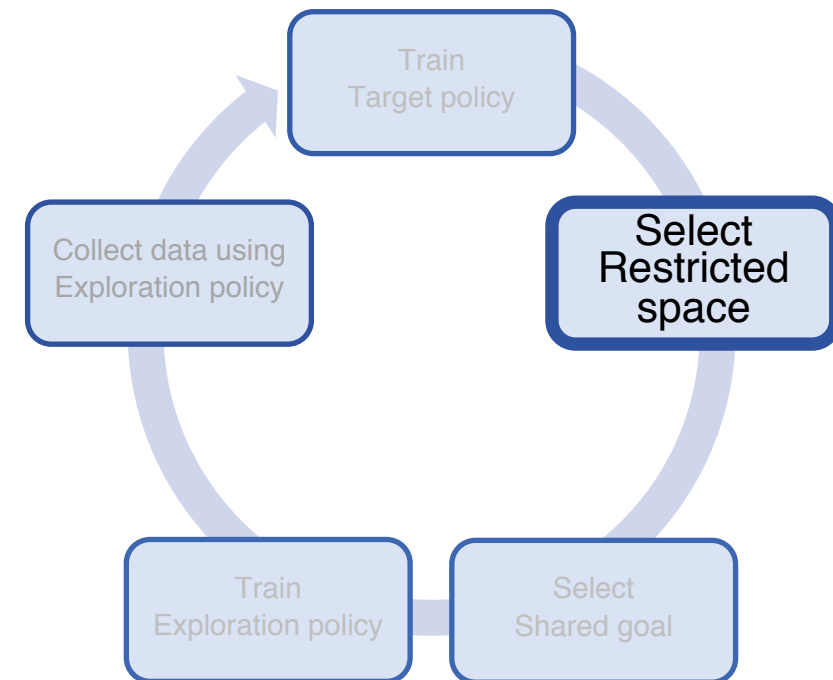 Train
Target policy
Select
Restricted
space
Collect data using
Exploration policy
Train
Exploration policy
Select
Shared goal